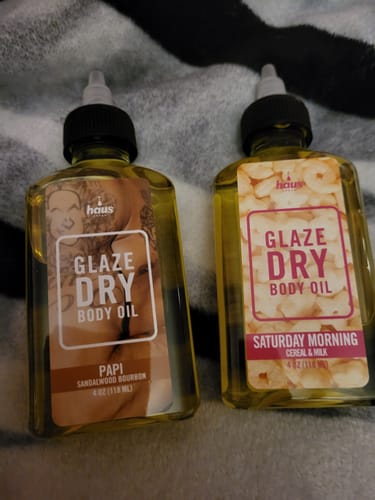 haus
GLAZE
DRY
BODY OIL
PAPI
SANDALWOOD BOURBON
4 OZ (118 ML)
haus
GLAZE
DRY
BODY OIL
SATURDAY MORNING
CEREAL & MILK
4 OZ (118 ML)